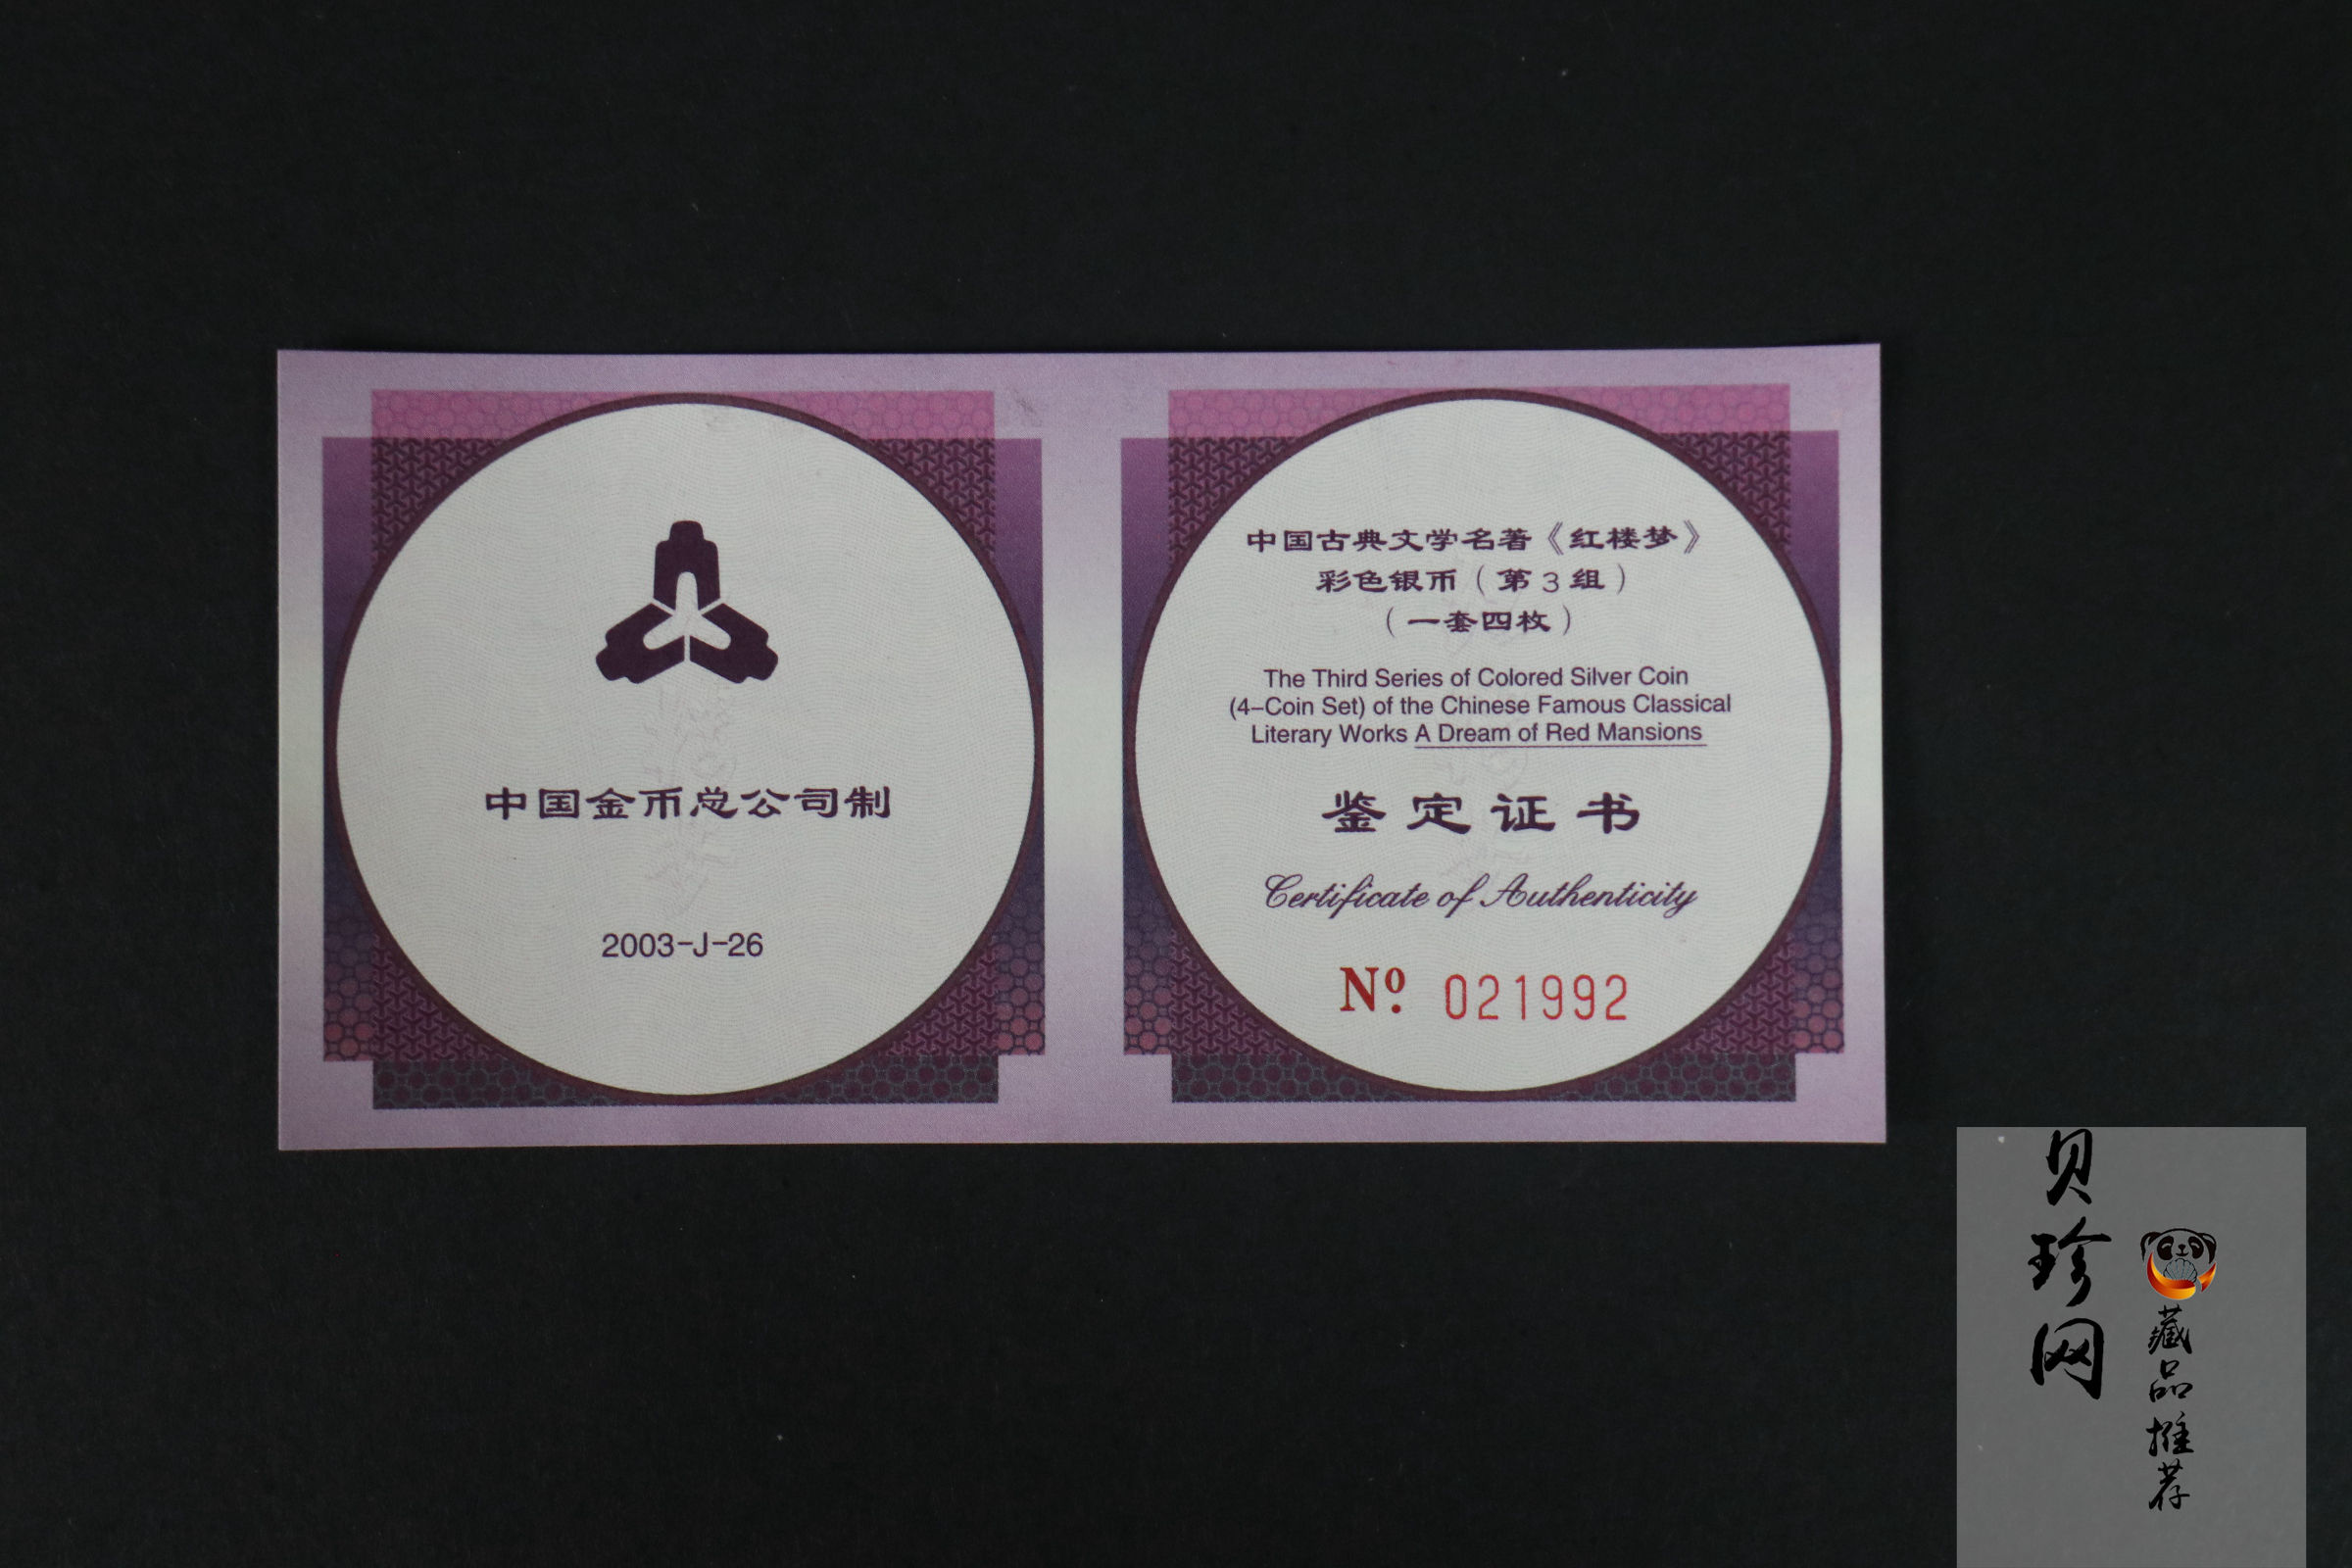 中国金币总公司制
2003-J-26
中国古典文学名著《红楼梦》
彩色银币（第3组）
（一套四枚）
The Third Series of Colored Silver Coin
(4-Coin Set) of the Chinese Famous Classical
Literary Works A Dream of Red Mansions
鉴定证书
Certificate of Authenticity
Nº. 021992
贝珍网
藏品推荐